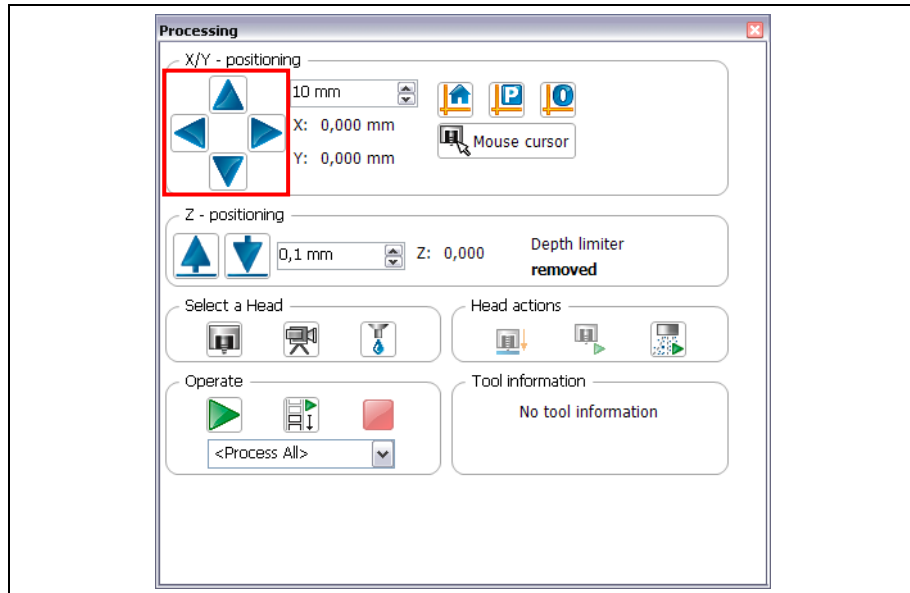 Processing
X/Y - positioning
10 mm
X: 0,000 mm
Y: 0,000 mm
Mouse cursor
Z - positioning
0,1 mm
Z: 0,000
Depth limiter
removed
Select a Head
Head actions
Operate
<Process All>
Tool information
No tool information